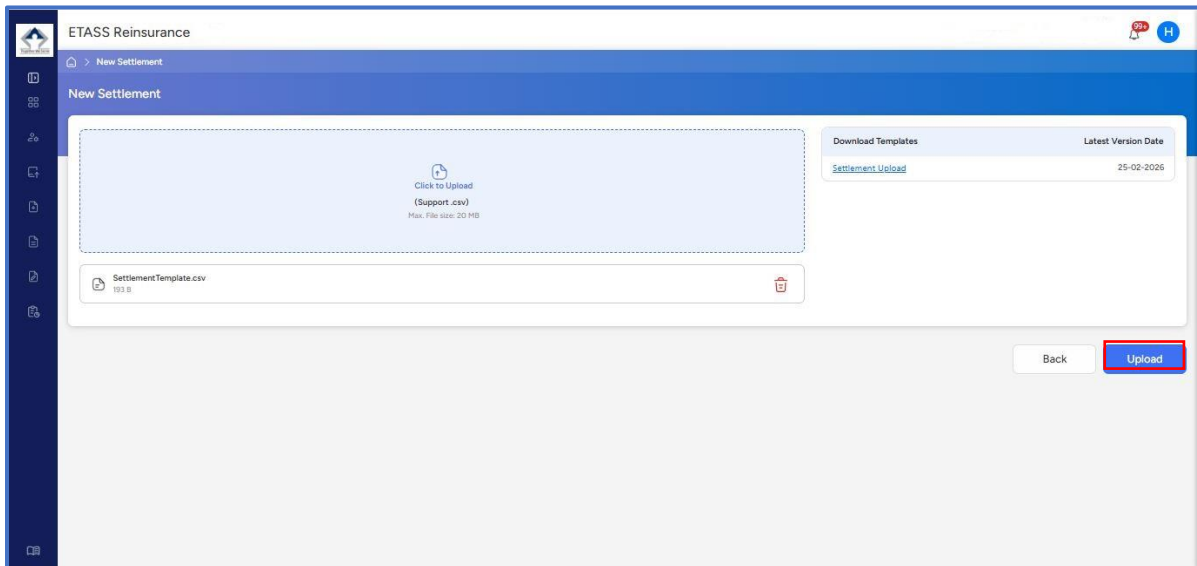 ETASS Reinsurance
99+
H
> New Settlement
New Settlement
Click to Upload
(Support .csv)
Max. File size: 20 MB
SettlementTemplate.csv
193 B
Download Templates Latest Version Date
Settlement Upload 25-02-2026
Back Upload